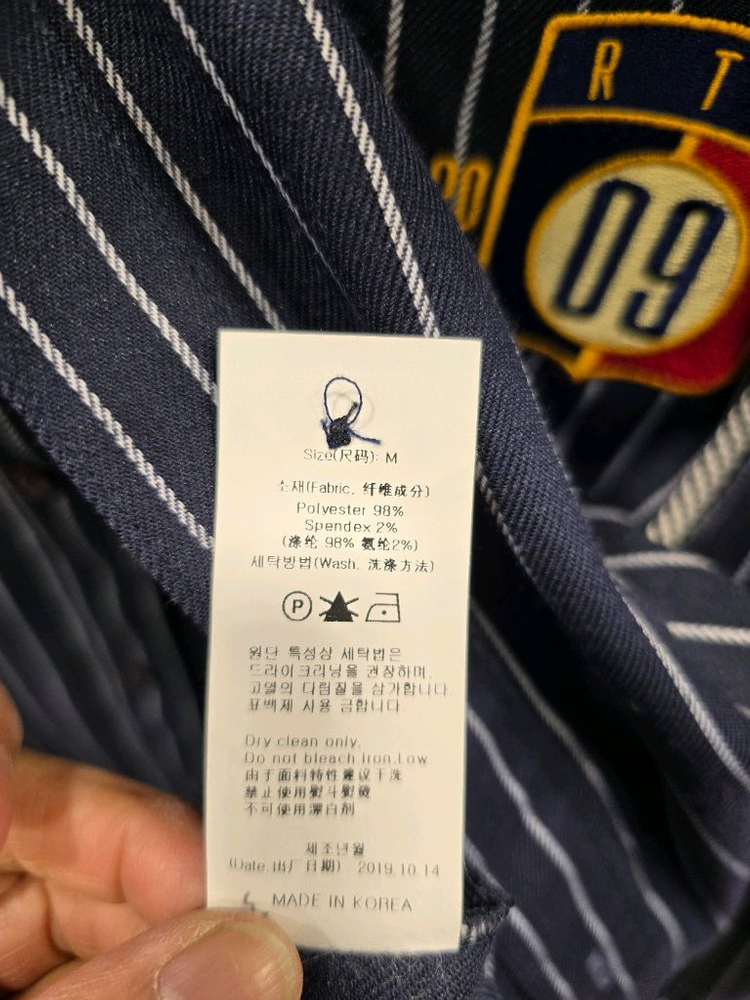 R T
20
09
Size(尺码): M
소재(Fabric, 纤维成分)
Polyester 98%
Spendex 2%
(涤纶 98% 氨纶2%)
세탁방법(Wash, 洗涤方法)
P
원단 특성상 세탁법은
드라이크리닝을 권장하며,
고열의 다림질을 삼가합니다.
표백제 사용 금합니다.
Dry clean only,
Do not bleach.Iron.Low
由于面料特性建议干洗
禁止使用熨斗熨烫
不可使用漂白剂
제조년월
(Date,出厂日期) 2019.10.14
MADE IN KOREA